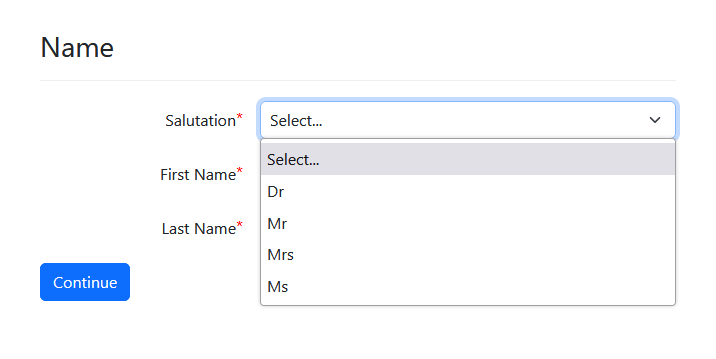 Name
Salutation* Select...
Select...
Dr
First Name*
Mr
Last Name*
Mrs
Continue
Ms